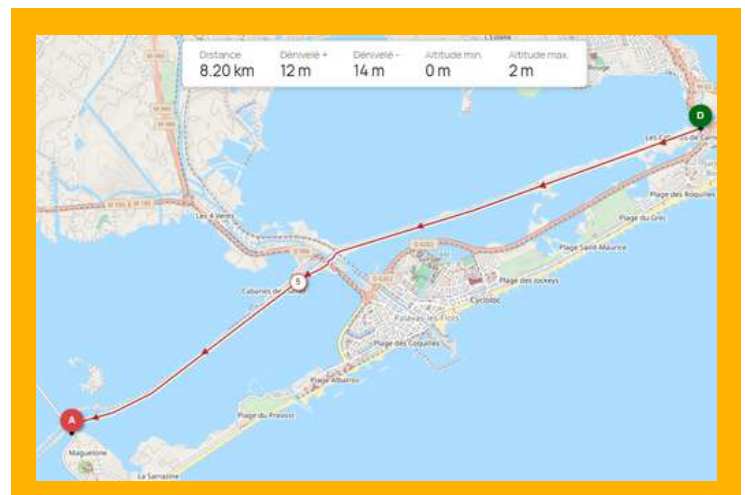 Distance
8.20 km
Dénivelé +
12 m
Dénivelé -
14 m
Altitude min.
0 m
Altitude max.
2 m
D
Plage des Roquilles
Plage du Grec
Plage Saint-Maurice
Plage des Jockeys
Cycloloc
Les 4 Vents
5
Cabanes
Palavas-les-Flots
Plage des Coquilles
Plage Albatros
Plage du Prévost
A
Maguelone
La Sarrazine